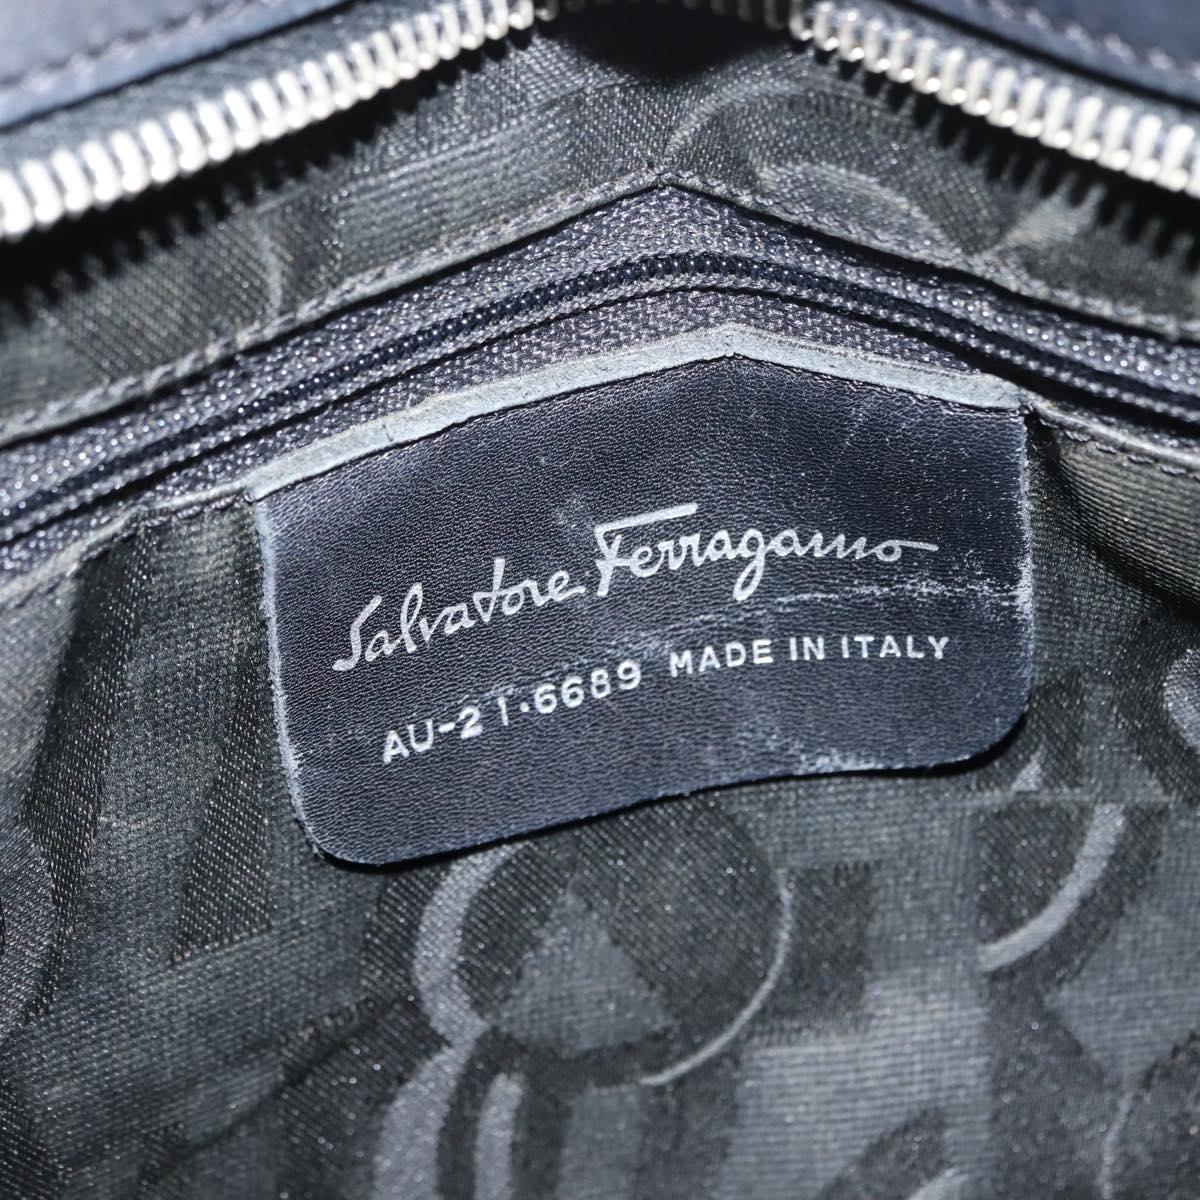 Salvatore Ferragamo
AU-21·6689 MADE IN ITALY